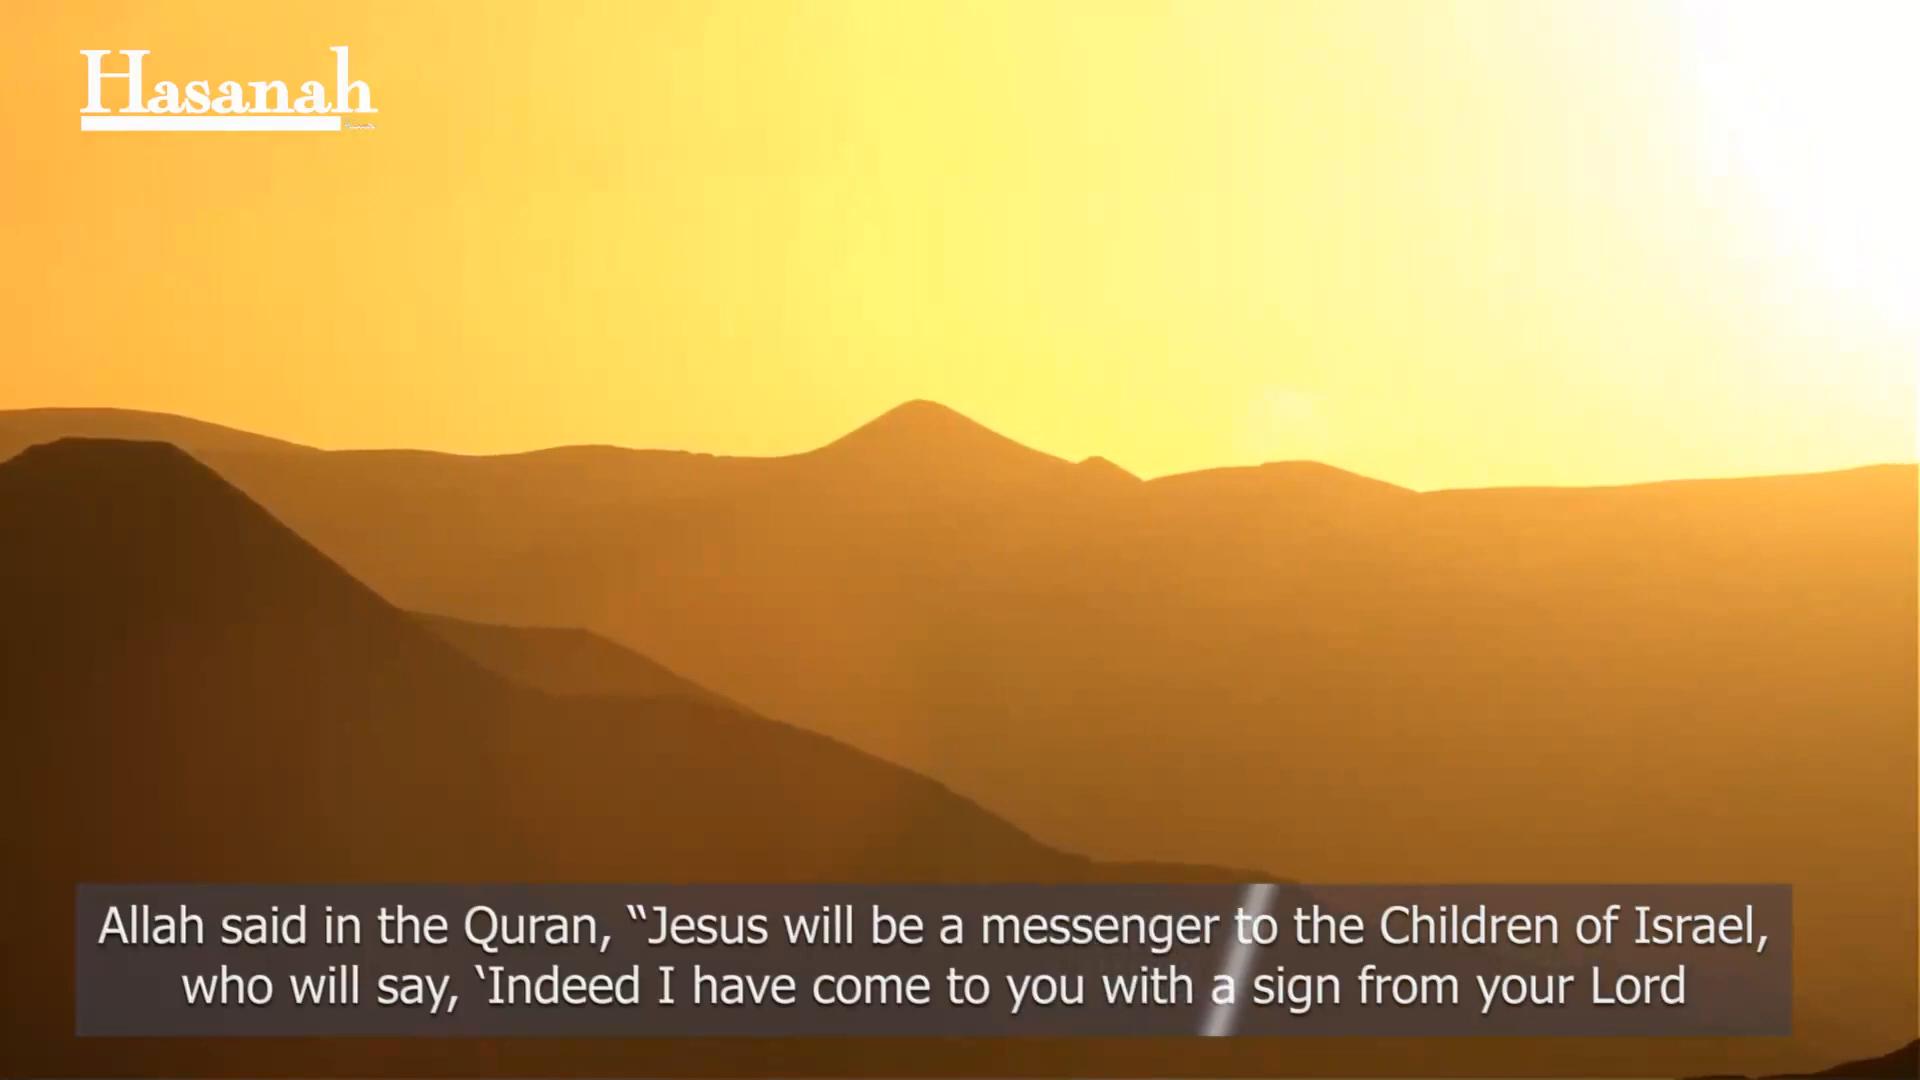 Hasanah
Allah said in the Quran, “Jesus will be a messenger to the Children of Israel,
who will say, ‘Indeed I have come to you with a sign from your Lord